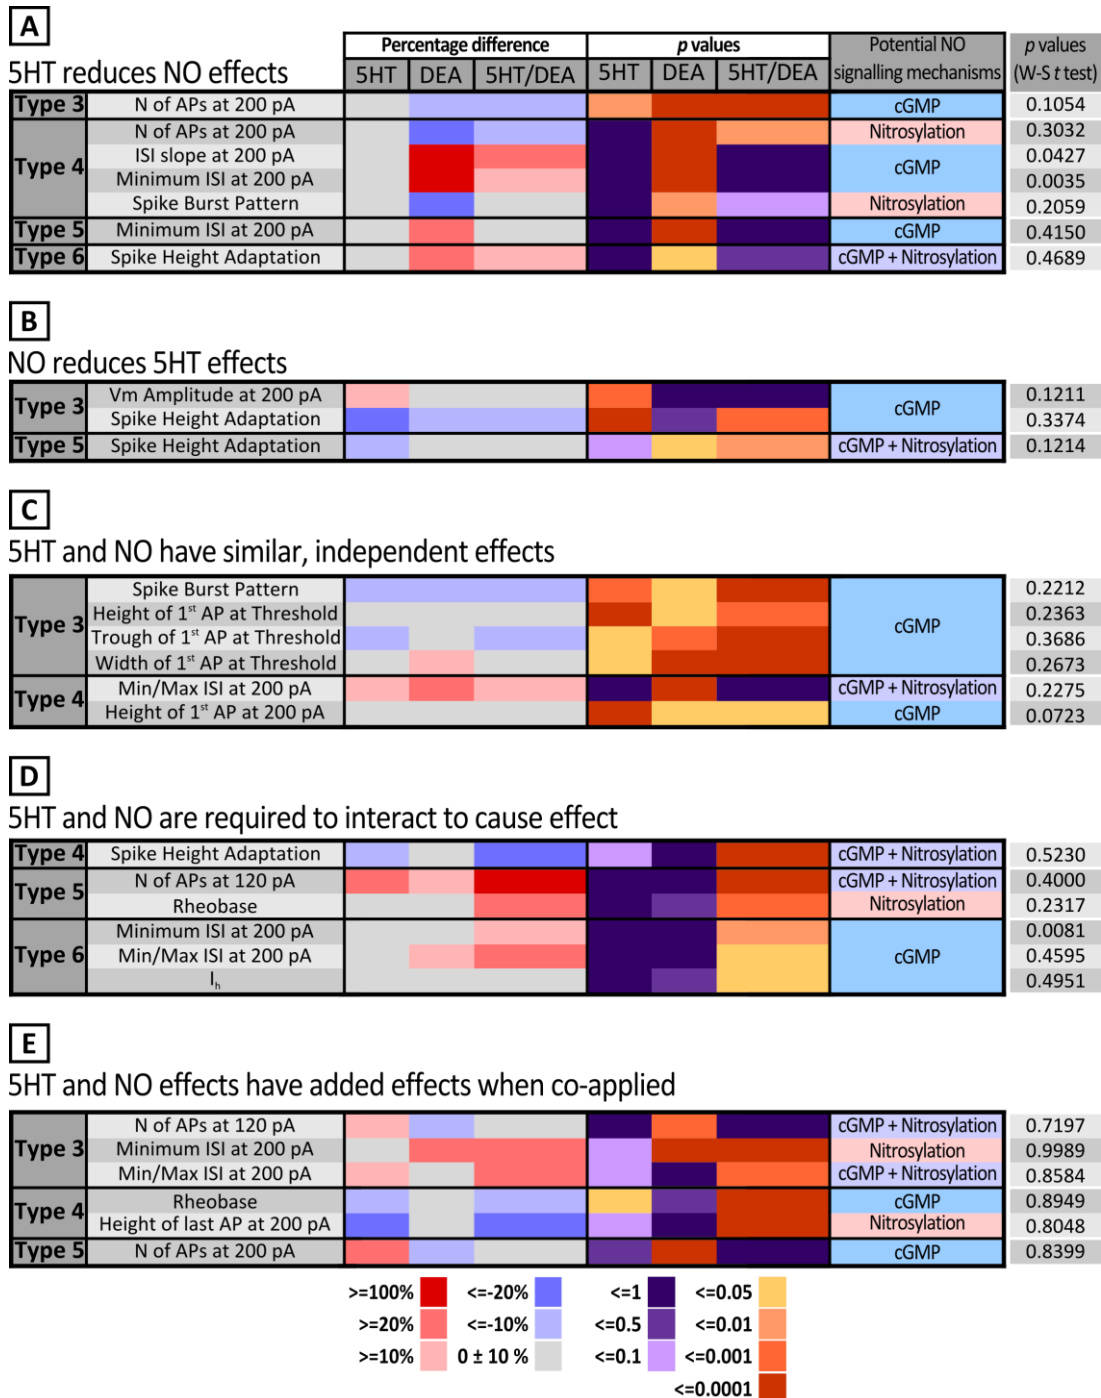 A
5HT reduces NO effects
Percentage difference p values Potential NO signalling mechanisms p values (W-S t test)
5HT DEA 5HT/DEA 5HT DEA 5HT/DEA
Type 3 N of APs at 200 pA cGMP 0.1054
Type 4 N of APs at 200 pA Nitrosylation 0.3032
ISI slope at 200 pA cGMP 0.0427
Minimum ISI at 200 pA 0.0035
Spike Burst Pattern Nitrosylation 0.2059
Type 5 Minimum ISI at 200 pA cGMP 0.4150
Type 6 Spike Height Adaptation cGMP + Nitrosylation 0.4689
B
NO reduces 5HT effects
Type 3 Vm Amplitude at 200 pA cGMP 0.1211
Spike Height Adaptation 0.3374
Type 5 Spike Height Adaptation cGMP + Nitrosylation 0.1214
C
5HT and NO have similar, independent effects
Type 3 Spike Burst Pattern cGMP 0.2212
Height of 1st AP at Threshold 0.2363
Trough of 1st AP at Threshold 0.3686
Width of 1st AP at Threshold 0.2673
Type 4 Min/Max ISI at 200 pA cGMP + Nitrosylation 0.2275
Height of 1st AP at 200 pA cGMP 0.0723
D
5HT and NO are required to interact to cause effect
Type 4 Spike Height Adaptation cGMP + Nitrosylation 0.5230
Type 5 N of APs at 120 pA cGMP + Nitrosylation 0.4000
Rheobase Nitrosylation 0.2317
Type 6 Minimum ISI at 200 pA cGMP 0.0081
Min/Max ISI at 200 pA 0.4595
Ih 0.4951
E
5HT and NO effects have added effects when co-applied
Type 3 N of APs at 120 pA cGMP + Nitrosylation 0.7197
Minimum ISI at 200 pA Nitrosylation 0.9989
Min/Max ISI at 200 pA cGMP + Nitrosylation 0.8584
Type 4 Rheobase cGMP 0.8949
Height of last AP at 200 pA Nitrosylation 0.8048
Type 5 N of APs at 200 pA cGMP 0.8399
>=100% <=-20% <=1 <=0.05
>=20% <=-10% <=0.5 <=0.01
>=10% 0 ± 10 % <=0.1 <=0.001
<=0.0001